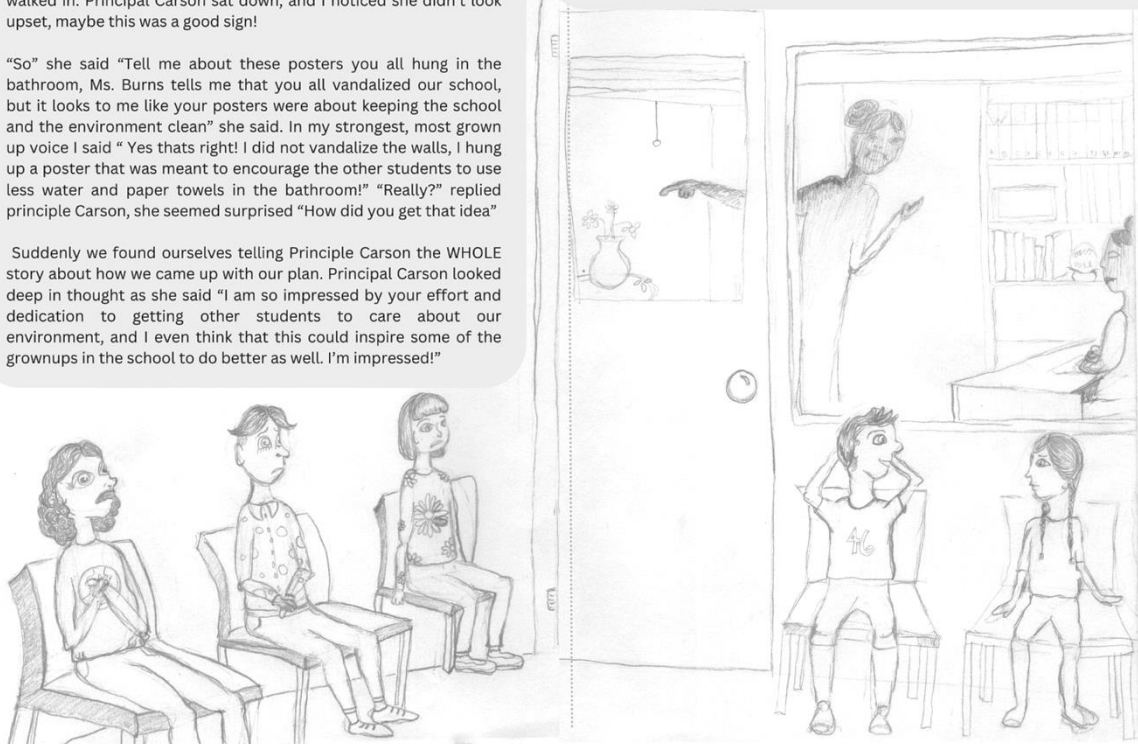 walked in. Principal Carson sat down, and I noticed she didn't look
upset, maybe this was a good sign!
“So” she said “Tell me about these posters you all hung in the
bathroom, Ms. Burns tells me that you all vandalized our school,
but it looks to me like your posters were about keeping the school
and the environment clean” she said. In my strongest, most grown
up voice I said “ Yes thats right! I did not vandalize the walls, I hung
up a poster that was meant to encourage the other students to use
less water and paper towels in the bathroom!” “Really?” replied
principle Carson, she seemed surprised “How did you get that idea”
Suddenly we found ourselves telling Principle Carson the WHOLE
story about how we came up with our plan. Principal Carson looked
deep in thought as she said “I am so impressed by your effort and
dedication to getting other students to care about our
environment, and I even think that this could inspire some of the
grownups in the school to do better as well. I’m impressed!”
46